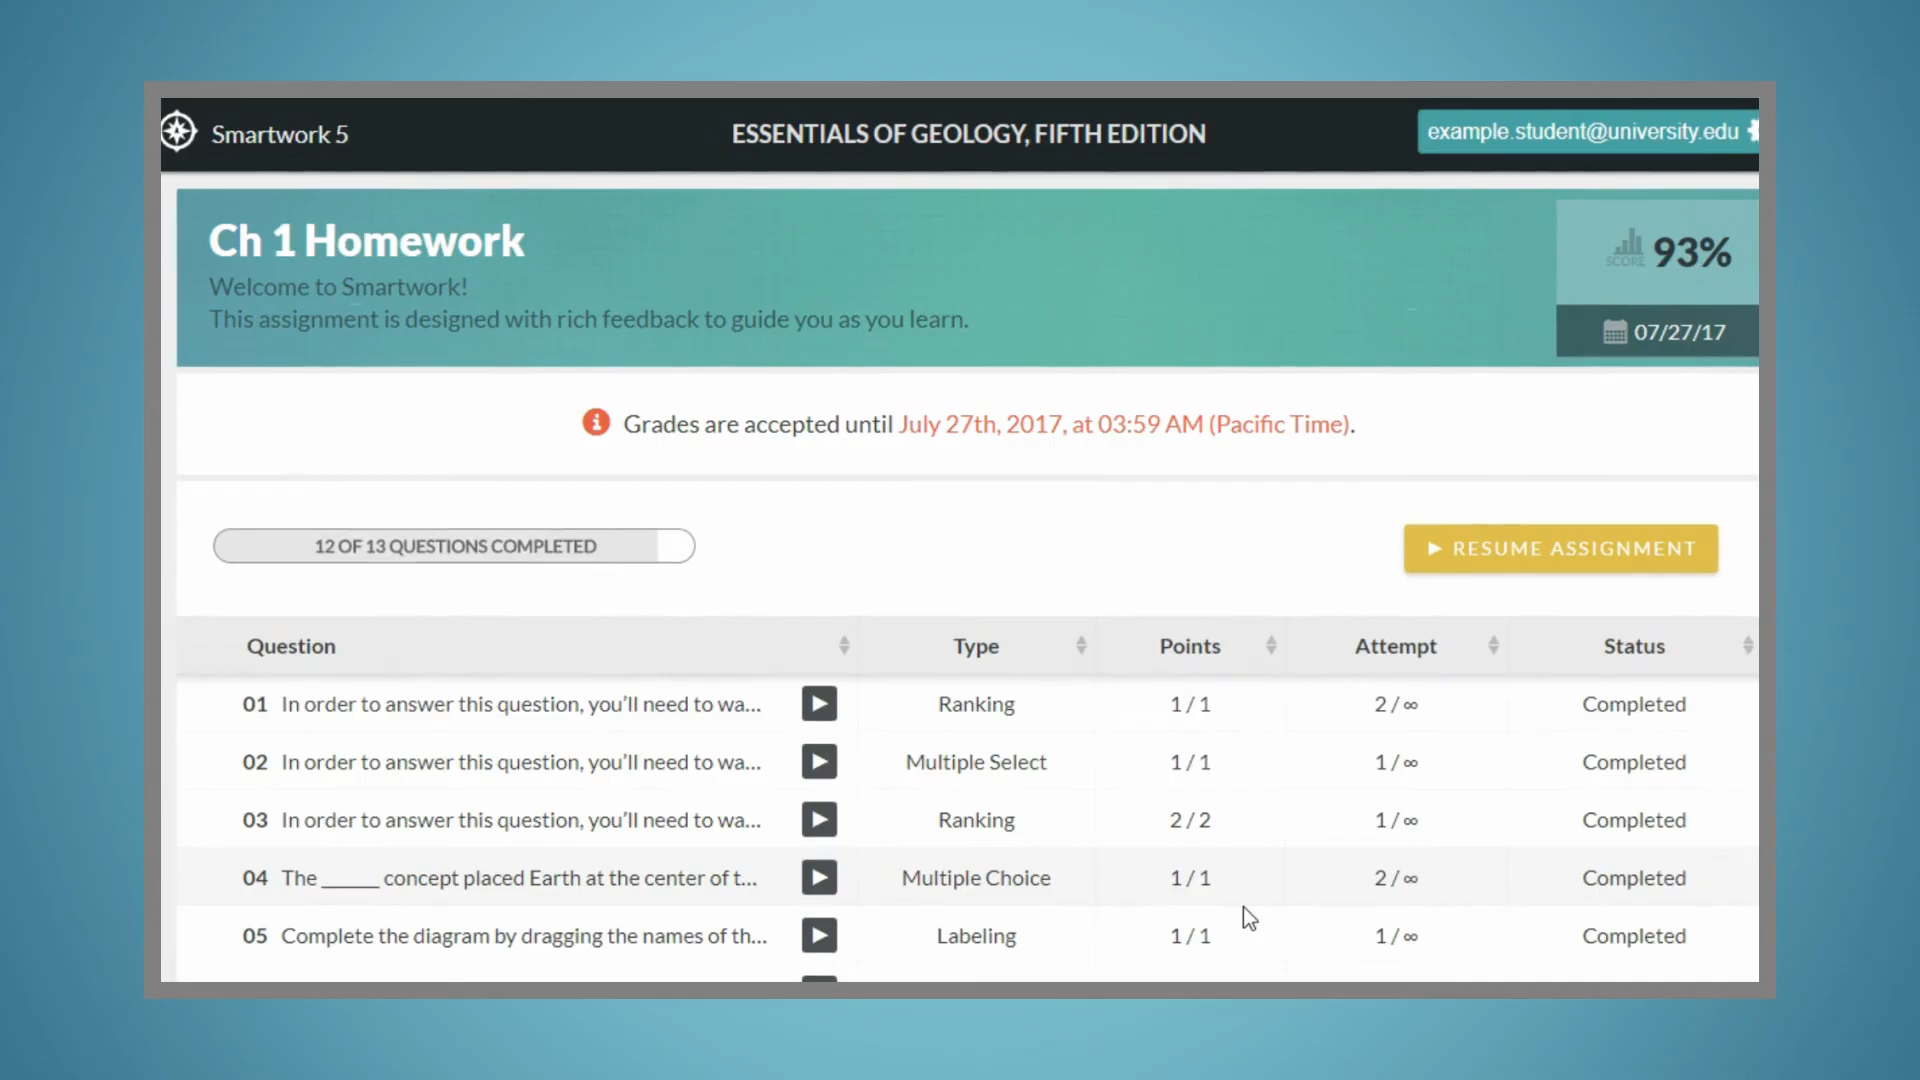 Smartwork 5
ESSENTIALS OF GEOLOGY, FIFTH EDITION
example.student@university.edu
Ch 1 Homework
Welcome to Smartwork!
This assignment is designed with rich feedback to guide you as you learn.
SCORE 93%
07/27/17
Grades are accepted until July 27th, 2017, at 03:59 AM (Pacific Time).
12 OF 13 QUESTIONS COMPLETED
RESUME ASSIGNMENT
Question Type Points Attempt Status
01 In order to answer this question, you'll need to wa... Ranking 1 / 1 2 / ∞ Completed
02 In order to answer this question, you'll need to wa... Multiple Select 1 / 1 1 / ∞ Completed
03 In order to answer this question, you'll need to wa... Ranking 2 / 2 1 / ∞ Completed
04 The ______ concept placed Earth at the center of t... Multiple Choice 1 / 1 2 / ∞ Completed
05 Complete the diagram by dragging the names of th... Labeling 1 / 1 1 / ∞ Completed